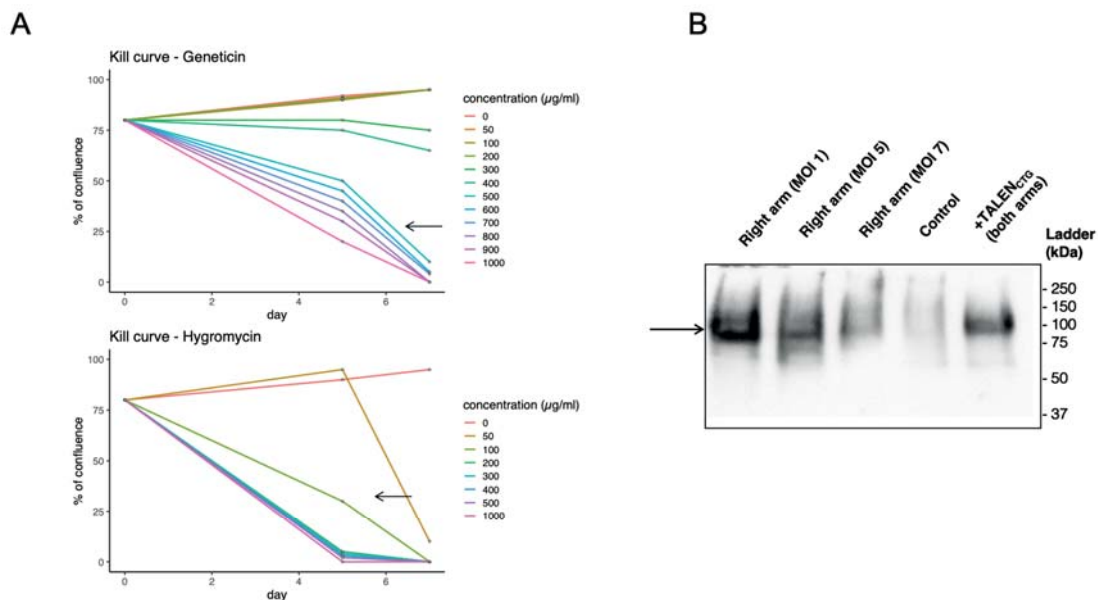 A
Kill curve - Geneticin
100
75
50
25
0
% of confluence
0 2 4 6
day
concentration (µg/ml)
0
50
100
200
300
400
500
600
700
800
900
1000
Kill curve - Hygromycin
100
75
50
25
0
% of confluence
0 2 4 6
day
concentration (µg/ml)
0
50
100
200
300
400
500
1000
B
Right arm (MOI 1)
Right arm (MOI 5)
Right arm (MOI 7)
Control
+TALENCTG
(both arms)
Ladder
(kDa)
- 250
- 150
- 100
- 75
- 50
- 37